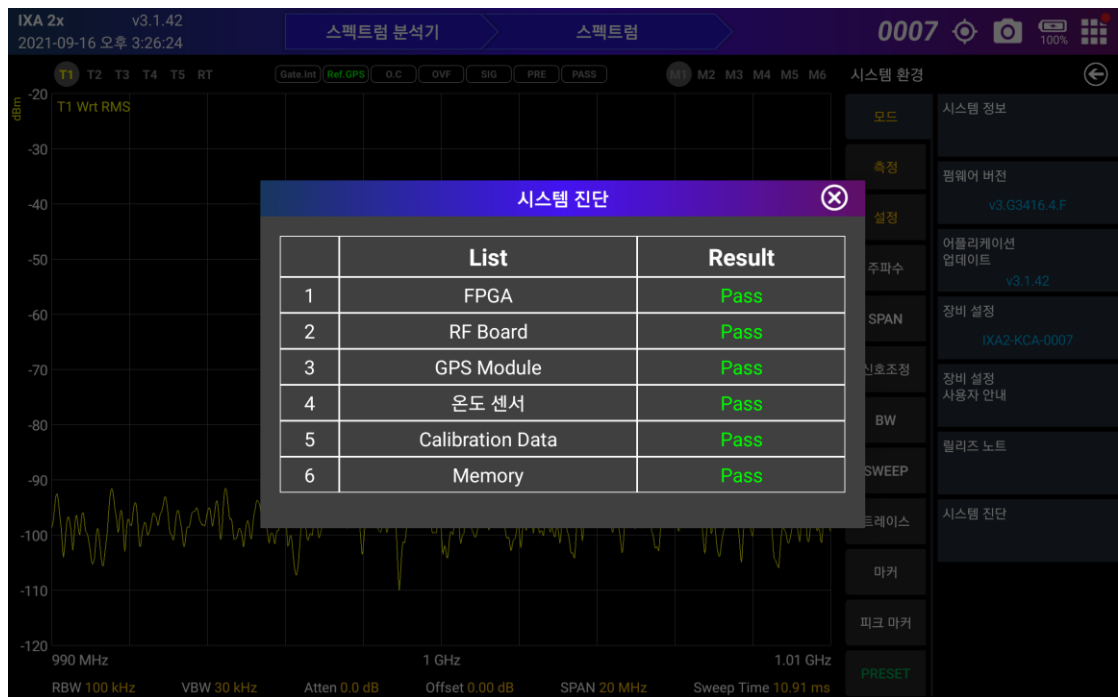 IXA 2x v3.1.42
2021-09-16 오후 3:26:24
스펙트럼 분석기 스펙트럼
0007
100%
T1 T2 T3 T4 T5 RT
Gate.Int Ref.GPS O.C OVF SIG PRE PASS
M1 M2 M3 M4 M5 M6
dBm
T1 Wrt RMS
-20
-30
-40
-50
-60
-70
-80
-90
-100
-110
-120
990 MHz 1 GHz 1.01 GHz
RBW 100 kHz VBW 30 kHz Atten 0.0 dB Offset 0.00 dB SPAN 20 MHz Sweep Time 10.91 ms
시스템 진단
List Result
1 FPGA Pass
2 RF Board Pass
3 GPS Module Pass
4 온도 센서 Pass
5 Calibration Data Pass
6 Memory Pass
모드
측정
설정
주파수
SPAN
신호조정
BW
SWEEP
트레이스
마커
피크 마커
PRESET
시스템 환경
시스템 정보
펌웨어 버전
v3.G3416.4.F
어플리케이션
업데이트
v3.1.42
장비 설정
IXA2-KCA-0007
장비 설정
사용자 안내
릴리즈 노트
시스템 진단